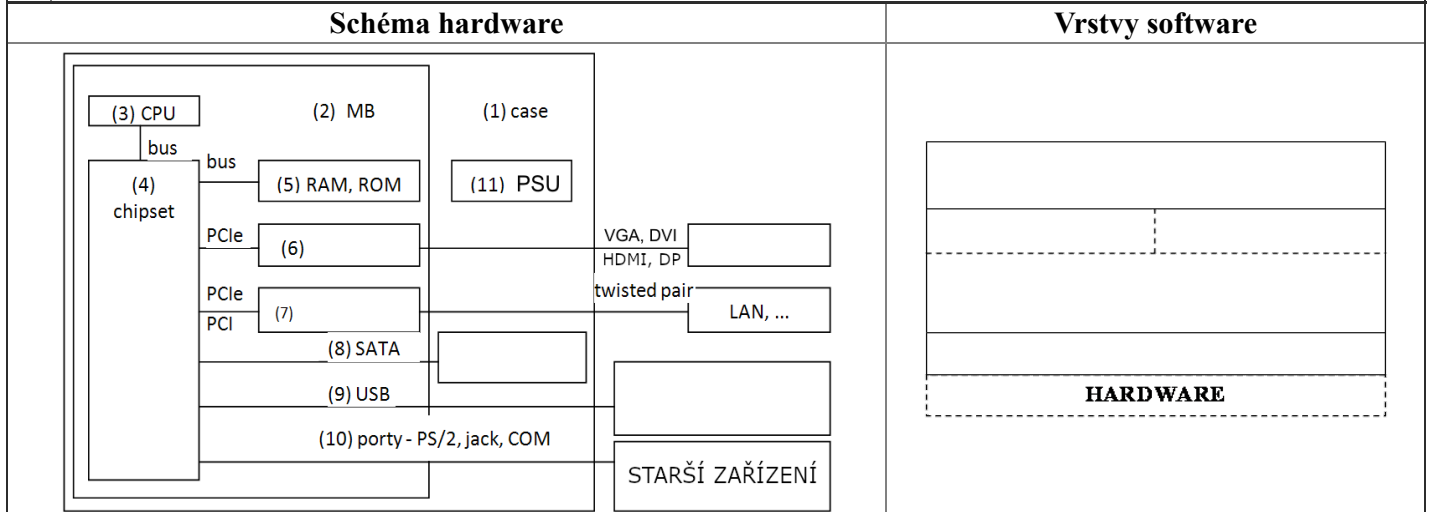 Schéma hardware
Vrstvy software
(3) CPU
(2) MB
(1) case
bus
bus
(4)
chipset
(5) RAM, ROM
(11) PSU
PCIe
(6)
VGA, DVI
HDMI, DP
PCIe
PCI
(7)
twisted pair
LAN, ...
(8) SATA
(9) USB
(10) porty - PS/2, jack, COM
STARŠÍ ZAŘÍZENÍ
HARDWARE